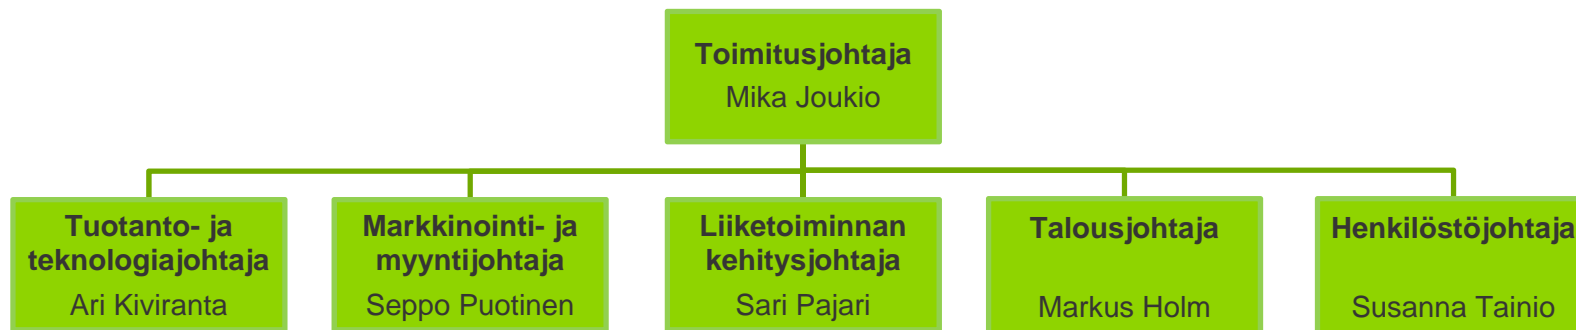 Toimitusjohtaja
Mika Joukio
Tuotanto- ja
teknologiajohtaja
Ari Kiviranta
Markkinointi- ja
myyntijohtaja
Seppo Puotinen
Liiketoiminnan
kehitysjohtaja
Sari Pajari
Talousjohtaja
Markus Holm
Henkilöstöjohtaja
Susanna Tainio